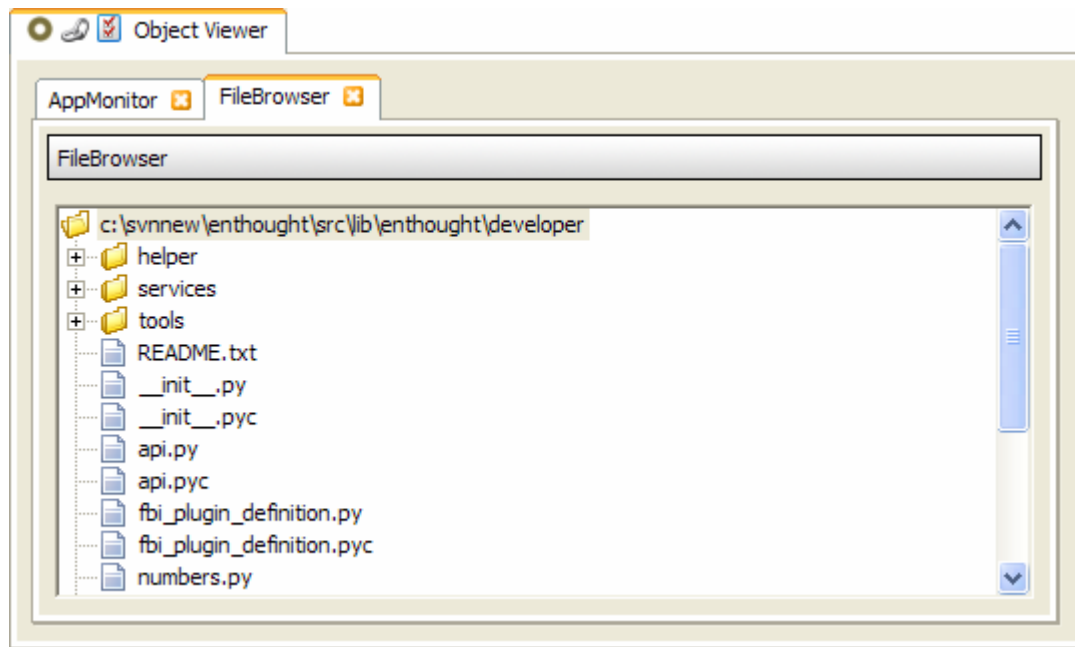 Object Viewer
AppMonitor FileBrowser
FileBrowser
c:\svnnew\enthought\src\lib\enthought\developer
helper
services
tools
README.txt
__init__.py
__init__.pyc
api.py
api.pyc
fbi_plugin_definition.py
fbi_plugin_definition.pyc
numbers.py